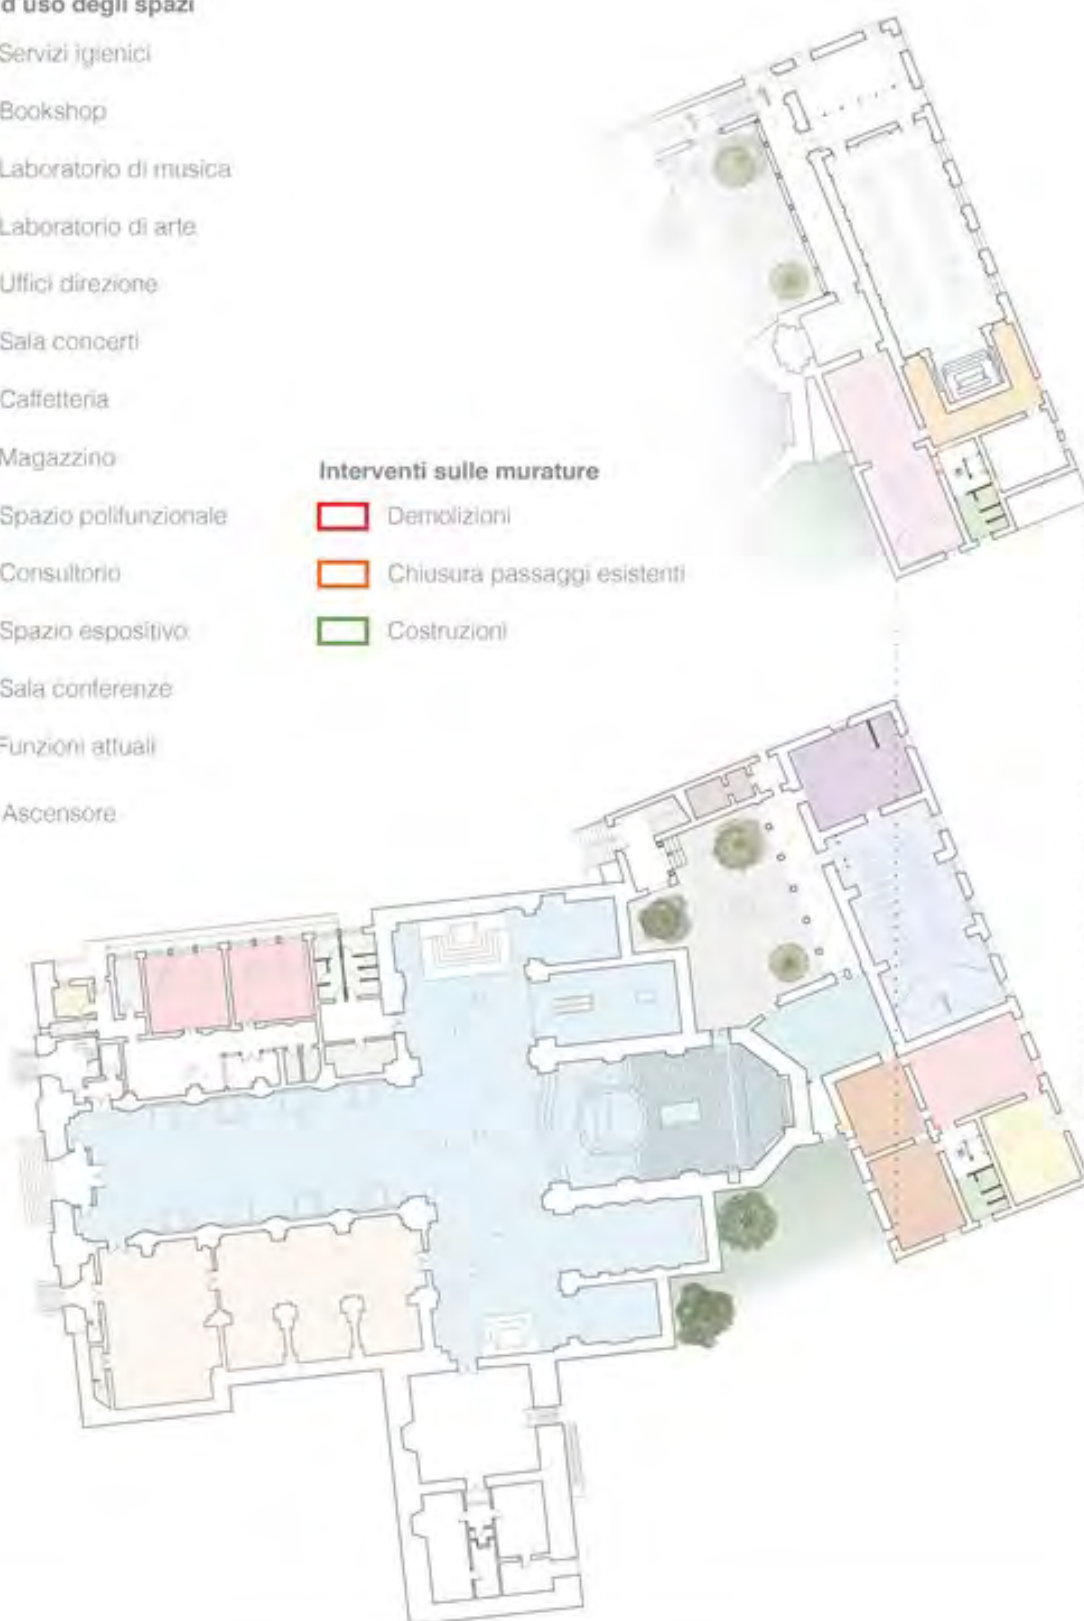 d'uso degli spazi
Servizi igienici
Bookshop
Laboratorio di musica
Laboratorio di arte
Uffici direzione
Sala concerti
Caffetteria
Magazzino
Spazio polifunzionale
Consultorio
Spazio espositivo
Sala conferenze
Funzioni attuali
Ascensore
Interventi sulle murature
Demolizioni
Chiusura passaggi esistenti
Costruzioni